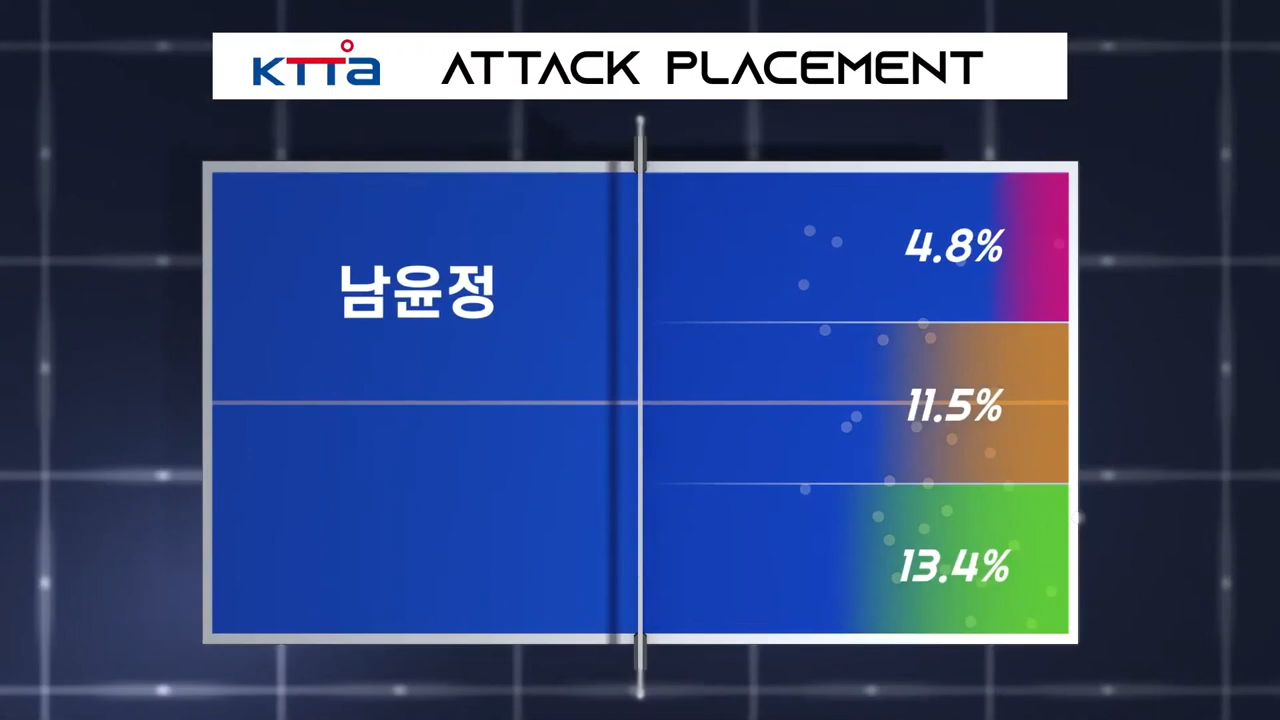 KTTa ATTACK PLACEMENT
남윤정
4.8%
11.5%
13.4%